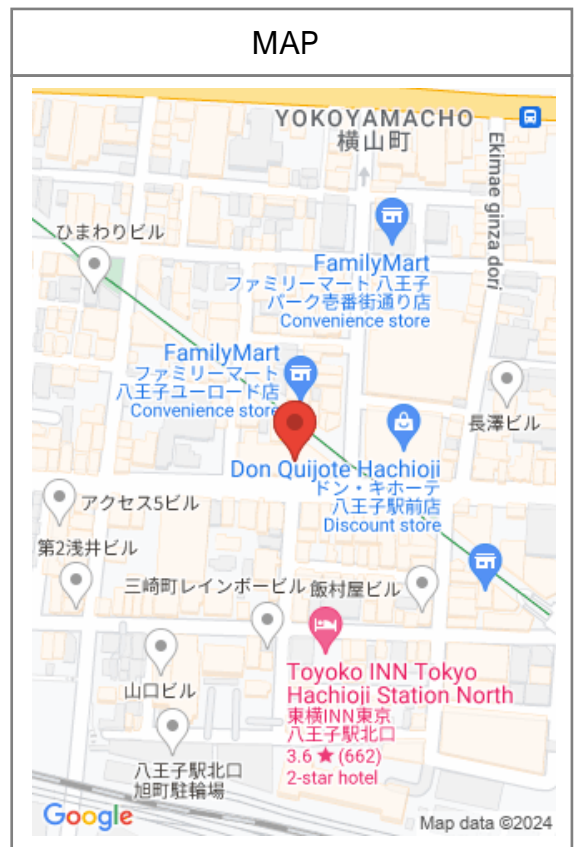 MAP
YOKOYAMACHO
横山町
Ekimae ginza dori
ひまわりビル
FamilyMart
ファミリーマート 八王子
パーク壱番街通り店
Convenience store
FamilyMart
ファミリーマート
八王子ユーロード店
Convenience store
長澤ビル
Don Quijote Hachioji
ドン・キホーテ
八王子駅前店
Discount store
アクセス5ビル
第2浅井ビル
三崎町レインボービル
飯村屋ビル
山口ビル
Toyoko INN Tokyo
Hachioji Station North
東横INN東京
八王子駅北口
3.6 ★ (662)
2-star hotel
八王子駅北口
旭町駐輪場
Google
Map data ©2024